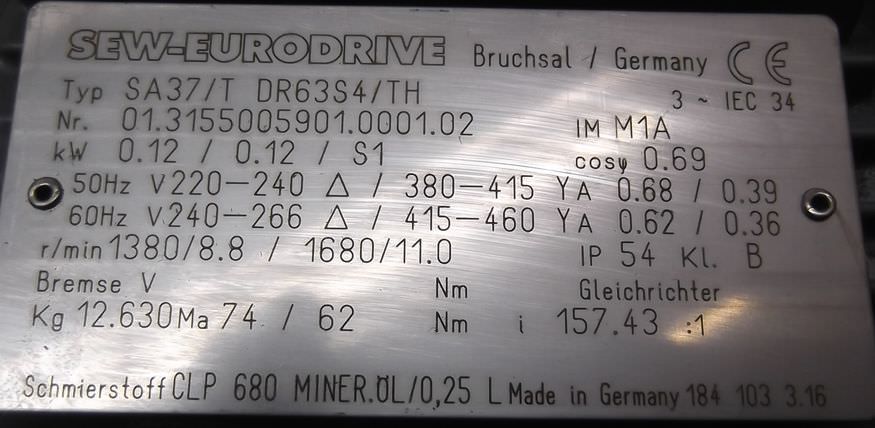 SEW-EURODRIVE Bruchsal / Germany CE
Typ SA37/T DR63S4/TH 3 ~ IEC 34
Nr. 01.3155005901.0001.02 IM M1A
kW 0.12 / 0.12 / S1 cosφ 0.69
50Hz V 220-240 Δ / 380-415 Y A 0.68 / 0.39
60Hz V 240-266 Δ / 415-460 Y A 0.62 / 0.36
r/min 1380/8.8 / 1680/11.0 IP 54 Kl. B
Bremse V Nm Gleichrichter
Kg 12.630 Ma 74 / 62 Nm i 157.43 :1
Schmierstoff CLP 680 MINER.ÖL/0,25 L Made in Germany 184 103 3.16